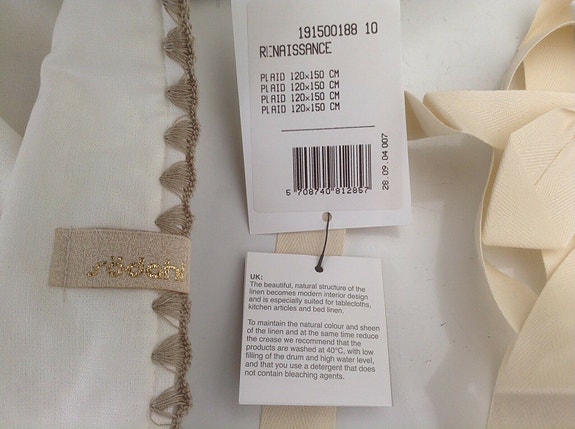 191500188 10
RENAISSANCE
PLAID 120x150 CM
PLAID 120x150 CM
PLAID 120x150 CM
PLAID 120x150 CM
5 708740 812857
28.09.04 007
södahl
UK:
The beautiful, natural structure of the
linen becomes modern interior design
and is especially suited for tablecloths,
kitchen articles and bed linen.
To maintain the natural colour and sheen
of the linen and at the same time reduce
the crease we recommend that the
products are washed at 40°C, with low
filling of the drum and high water level,
and that you use a detergent that does
not contain bleaching agents.